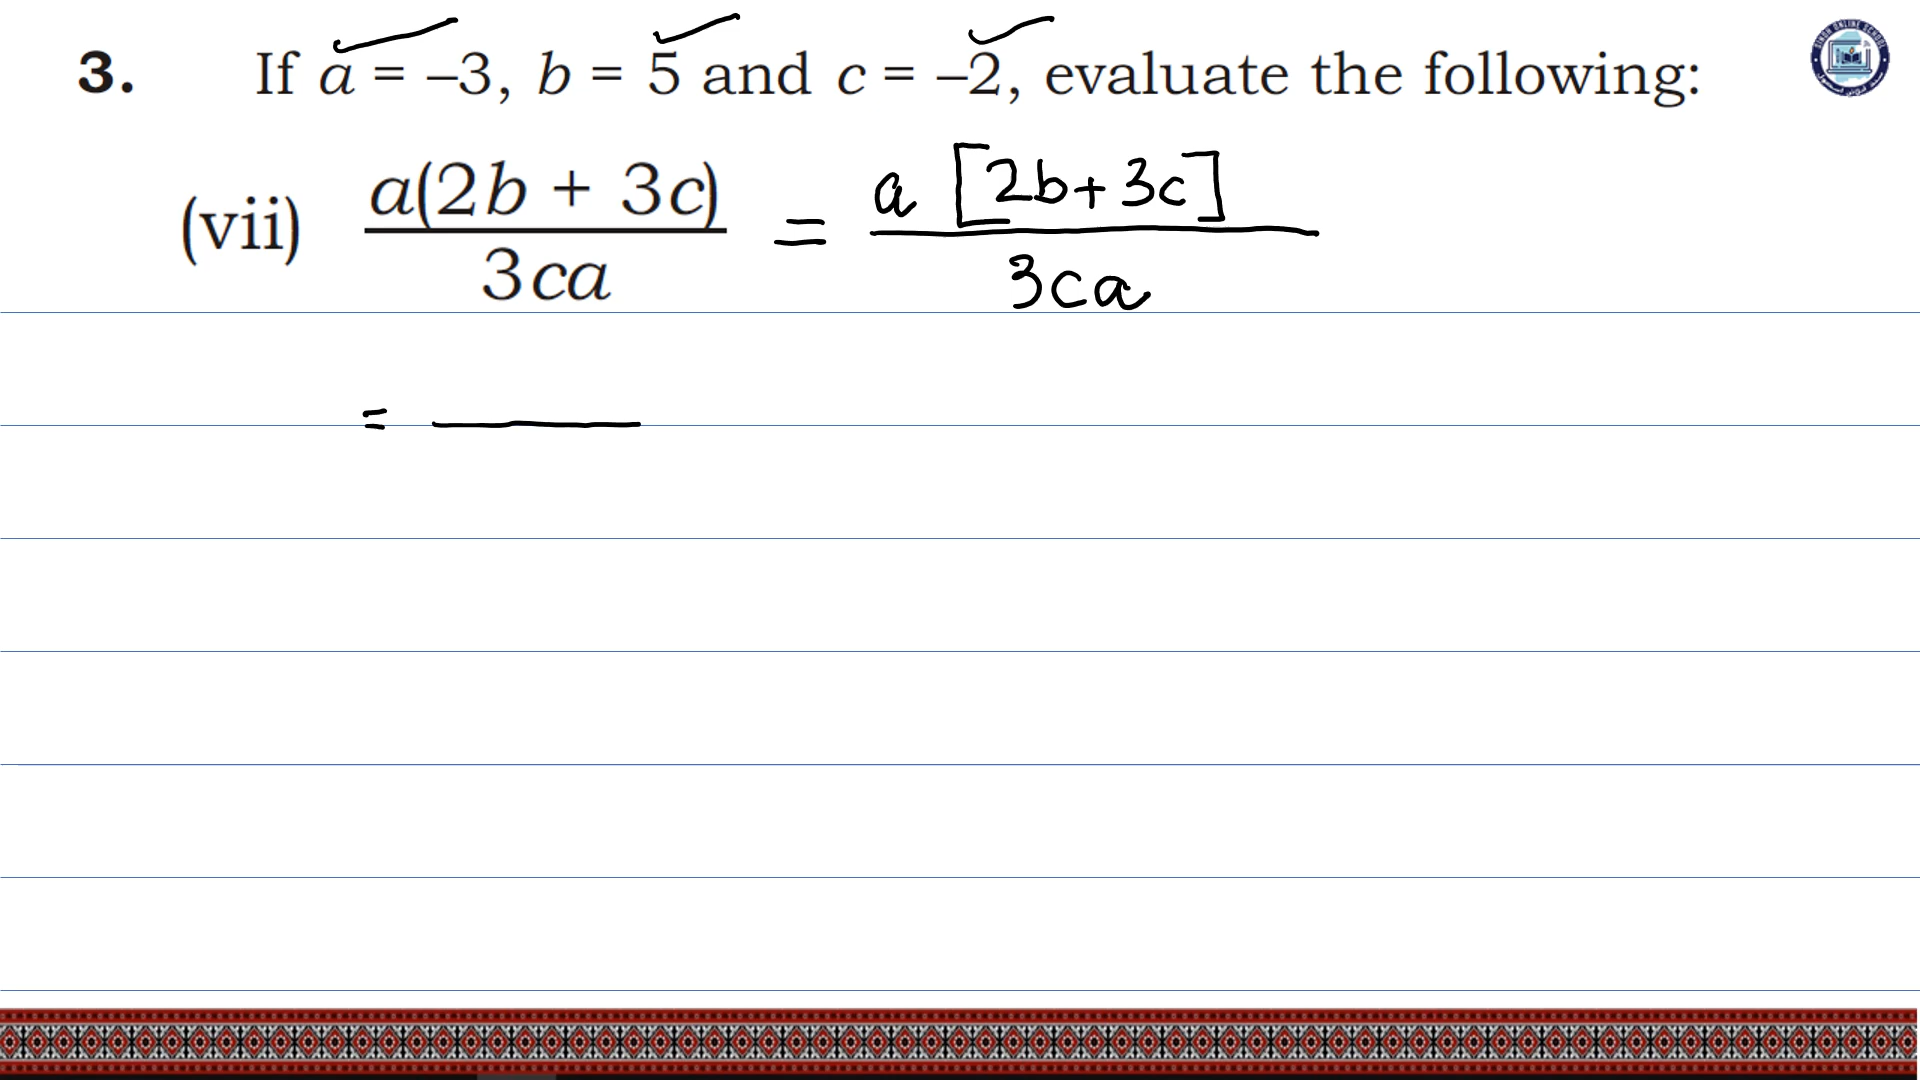 3. If a = –3, b = 5 and c = –2, evaluate the following:
(vii) a(2b + 3c) / 3ca = a [2b + 3c] / 3ca
=